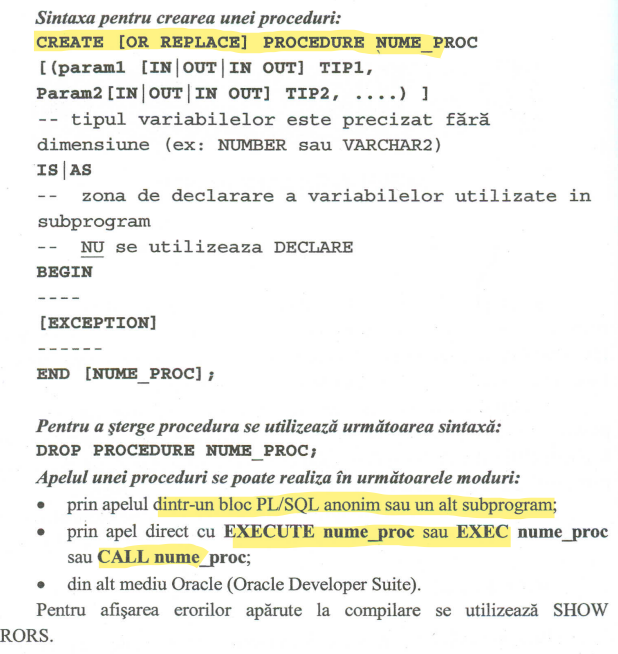 Sintaxa pentru crearea unei proceduri:
CREATE [OR REPLACE] PROCEDURE NUME_PROC
[(param1 [IN|OUT|IN OUT] TIP1,
Param2[IN|OUT|IN OUT] TIP2, ....) ]
-- tipul variabilelor este precizat fără
dimensiune (ex: NUMBER sau VARCHAR2)
IS|AS
-- zona de declarare a variabilelor utilizate in
subprogram
-- NU se utilizeaza DECLARE
BEGIN
----
[EXCEPTION]
------
END [NUME_PROC];
Pentru a şterge procedura se utilizează următoarea sintaxă:
DROP PROCEDURE NUME_PROC;
Apelul unei proceduri se poate realiza în următoarele moduri:
• prin apelul dintr-un bloc PL/SQL anonim sau un alt subprogram;
• prin apel direct cu EXECUTE nume_proc sau EXEC nume_proc
sau CALL nume_proc;
• din alt mediu Oracle (Oracle Developer Suite).
Pentru afişarea erorilor apărute la compilare se utilizează SHOW
RORS.